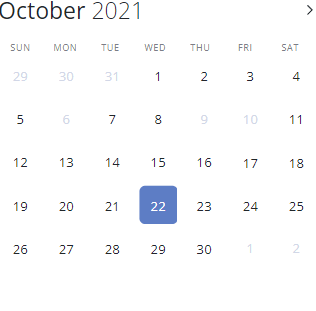 October 2021
SUN MON TUE WED THU FRI SAT
29 30 31 1 2 3 4
5 6 7 8 9 10 11
12 13 14 15 16 17 18
19 20 21 22 23 24 25
26 27 28 29 30 1 2